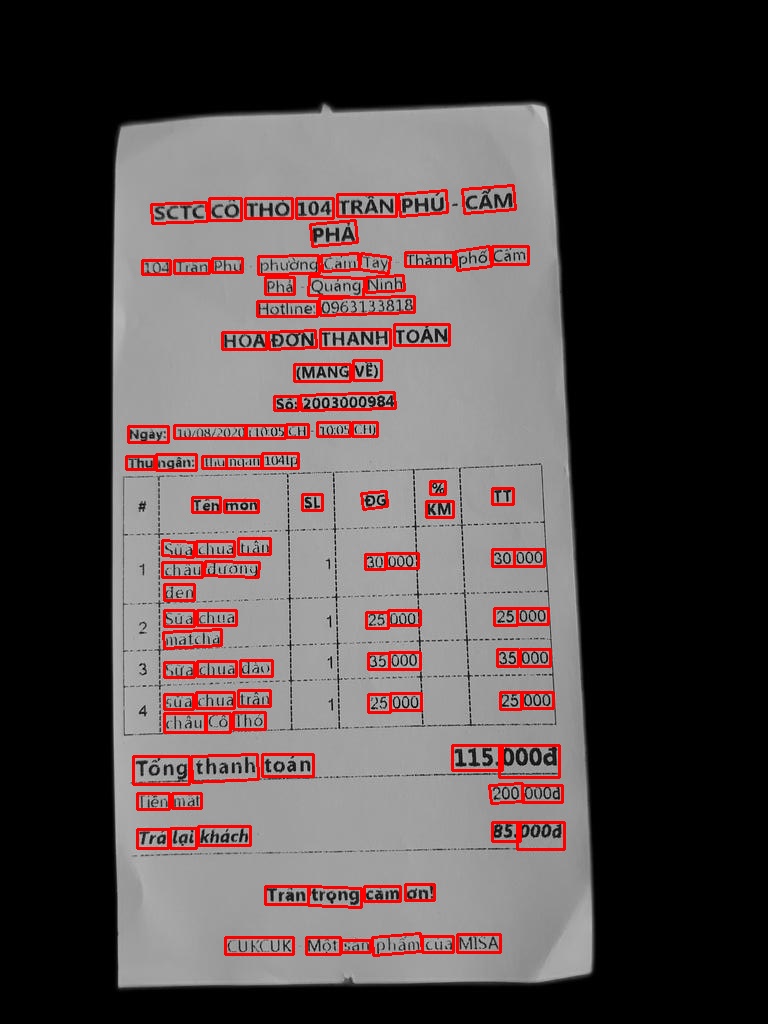 SCTC CÔ THO 104 TRẦN PHÚ - CẨM
PHẢ
104 Trần Phú - phường Cẩm Tây - Thành phố Cẩm
Phả - Quảng Ninh
Hotline: 0963133818
HOÁ ĐƠN THANH TOÁN
(MANG VỀ)
Số: 2003000984
Ngày: 10/08/2020 (10:05 CH - 10:05 CH)
Thu ngân: thu ngan 104tp
# Tên món SL ĐG % KM TT
1 Sữa chua trân châu đường đen 1 30.000 30.000
2 Sữa chua matcha 1 25.000 25.000
3 Sữa chua đào 1 35.000 35.000
4 sữa chua trân châu Cô Thó 1 25.000 25.000
Tổng thanh toán 115.000đ
Tiền mặt 200.000đ
Trả lại khách 85.000đ
Trân trọng cảm ơn!
CUKCUK - Một sản phẩm của MISA